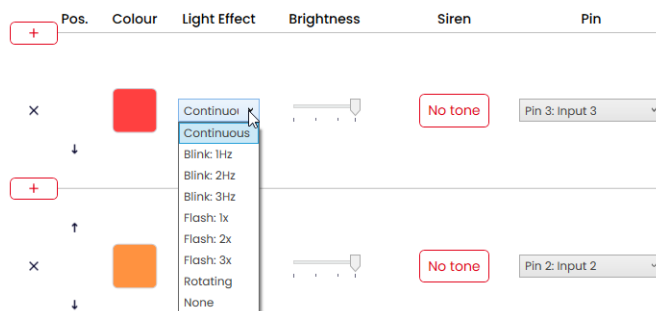 Pos. Colour Light Effect Brightness Siren Pin
+
× Continuou No tone Pin 3: Input 3
Continuous
↓ Blink: 1Hz
Blink: 2Hz
+ Blink: 3Hz
↑ Flash: 1x
Flash: 2x
× Flash: 3x No tone Pin 2: Input 2
Rotating
↓ None